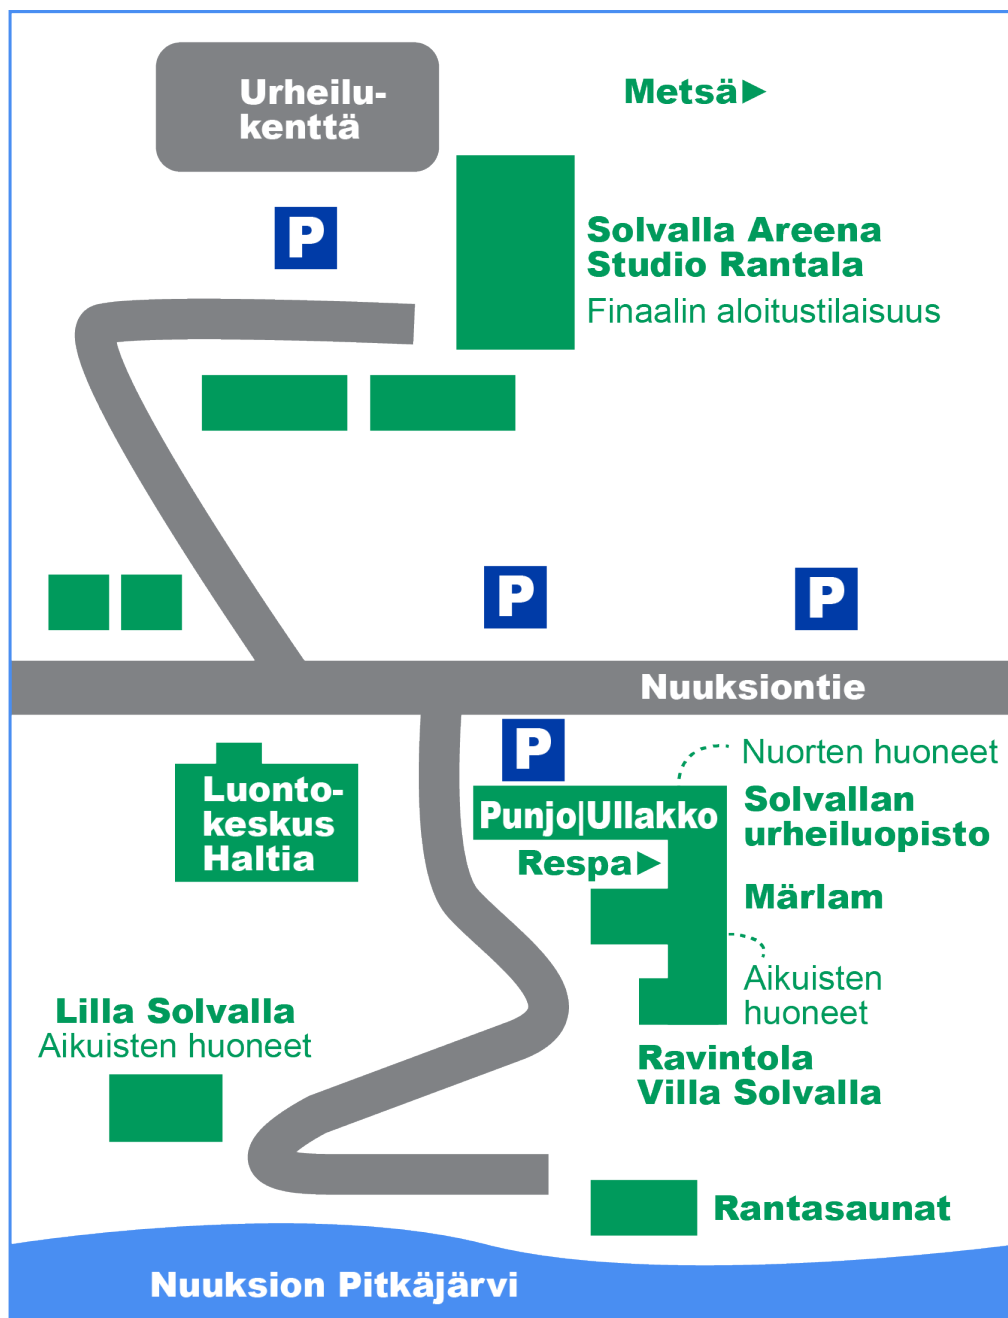 Urheilu-
kenttä
Metsä
P
Solvalla Areena
Studio Rantala
Finaalin aloitustilaisuus
P
P
Nuuksiontie
P
Nuorten huoneet
Luonto-
keskus
Haltia
Punjo|Ullakko
Solvallan
urheiluopisto
Respa
Märlam
Aikuisten
huoneet
Lilla Solvalla
Aikuisten huoneet
Ravintola
Villa Solvalla
Rantasaunat
Nuuksion Pitkäjärvi